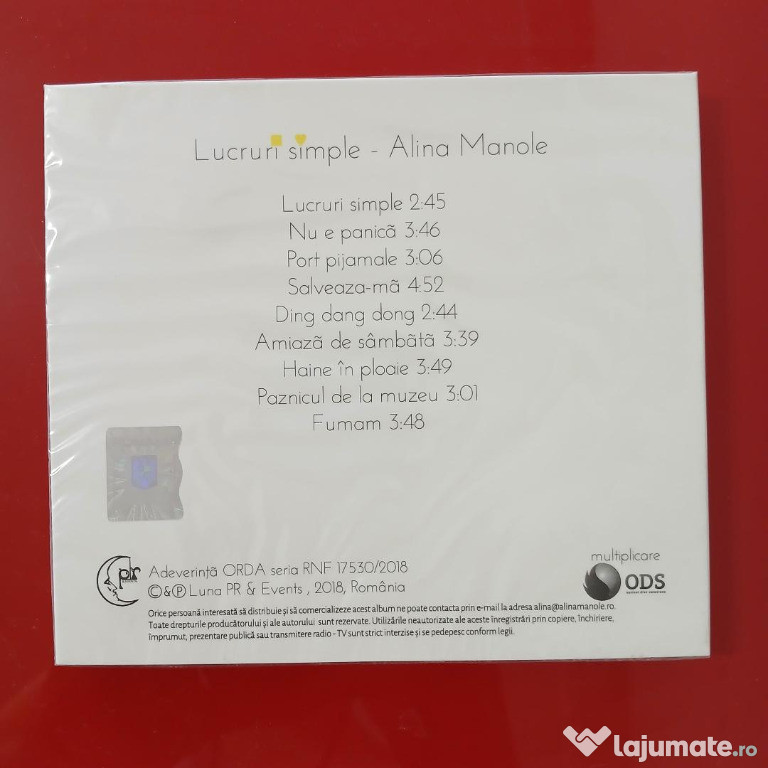 Lucruri simple - Alina Manole
Lucruri simple 2:45
Nu e panică 3:46
Port pijamale 3:06
Salveaza-mă 4:52
Ding dang dong 2:44
Amiază de sâmbătă 3:39
Haine în ploaie 3:49
Paznicul de la muzeu 3:01
Fumam 3:48
multiplicare
ODS
pr
Adeverință ORDA seria RNF 17530/2018
©&℗ Luna PR & Events , 2018, România
Orice persoană interesată să distribuie și să comercializeze acest album ne poate contacta prin e-mail la adresa alina@alinamanole.ro.
Toate drepturile producătorului și ale autorului sunt rezervate. Utilizările neautorizate ale aceste înregistrări prin copiere, închiriere,
împrumut, prezentare publică sau transmitere radio - TV sunt strict interzise și se pedepsesc conform legii.
lajumate.ro